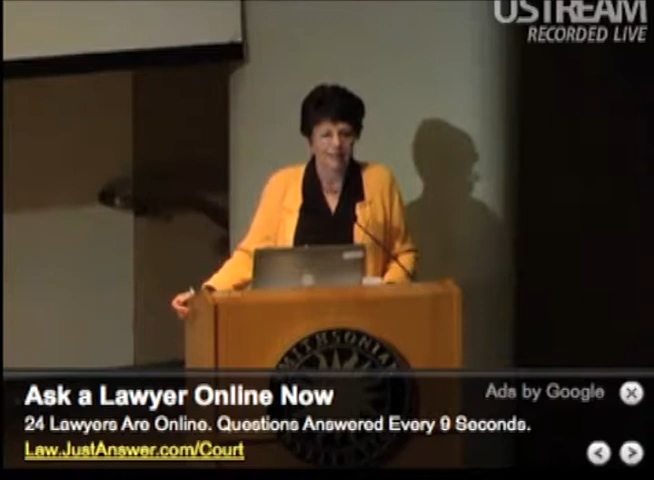 USTREAM
RECORDED LIVE
SMITHSONIAN
Ask a Lawyer Online Now
Ads by Google
24 Lawyers Are Online. Questions Answered Every 9 Seconds.
Law.JustAnswer.com/Court